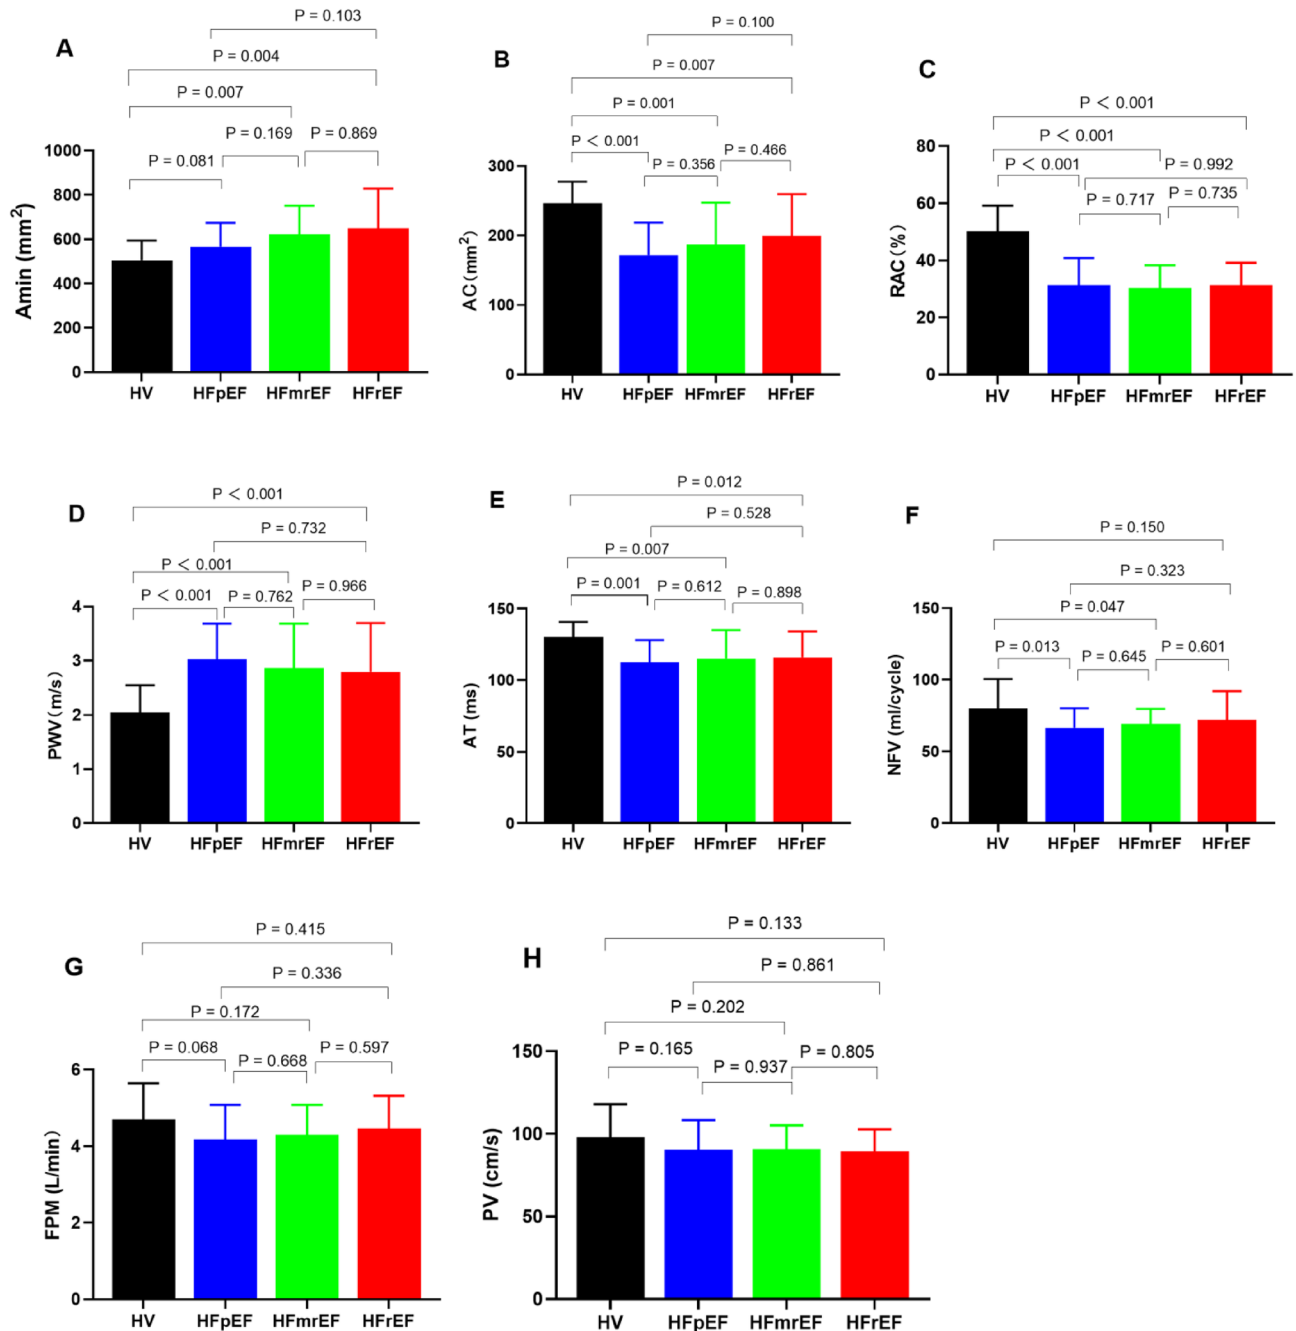 A
P = 0.103
P = 0.004
P = 0.007
P = 0.169
P = 0.869
P = 0.081
1000
800
600
400
200
0
Amin (mm²)
HV
HFpEF
HFmrEF
HFrEF
B
P = 0.100
P = 0.007
P = 0.001
P < 0.001
P = 0.356
P = 0.466
300
200
100
0
AC(mm²)
HV
HFpEF
HFmrEF
HFrEF
C
P < 0.001
P < 0.001
P < 0.001
P = 0.992
P = 0.717
P = 0.735
80
60
40
20
0
RAC(%)
HV
HFpEF
HFmrEF
HFrEF
D
P < 0.001
P = 0.732
P < 0.001
P < 0.001
P = 0.762
P = 0.966
4
3
2
1
0
PWV(m/s)
HV
HFpEF
HFmrEF
HFrEF
E
P = 0.012
P = 0.528
P = 0.007
P = 0.001
P = 0.612
P = 0.898
150
100
50
0
AT (ms)
HV
HFpEF
HFmrEF
HFrEF
F
P = 0.150
P = 0.323
P = 0.047
P = 0.013
P = 0.645
P = 0.601
150
100
50
0
NFV (ml/cycle)
HV
HFpEF
HFmrEF
HFrEF
G
P = 0.415
P = 0.336
P = 0.172
P = 0.068
P = 0.668
P = 0.597
6
4
2
0
FPM (L/min)
HV
HFpEF
HFmrEF
HFrEF
H
P = 0.133
P = 0.861
P = 0.202
P = 0.165
P = 0.937
P = 0.805
150
100
50
0
PV (cm/s)
HV
HFpEF
HFmrEF
HFrEF